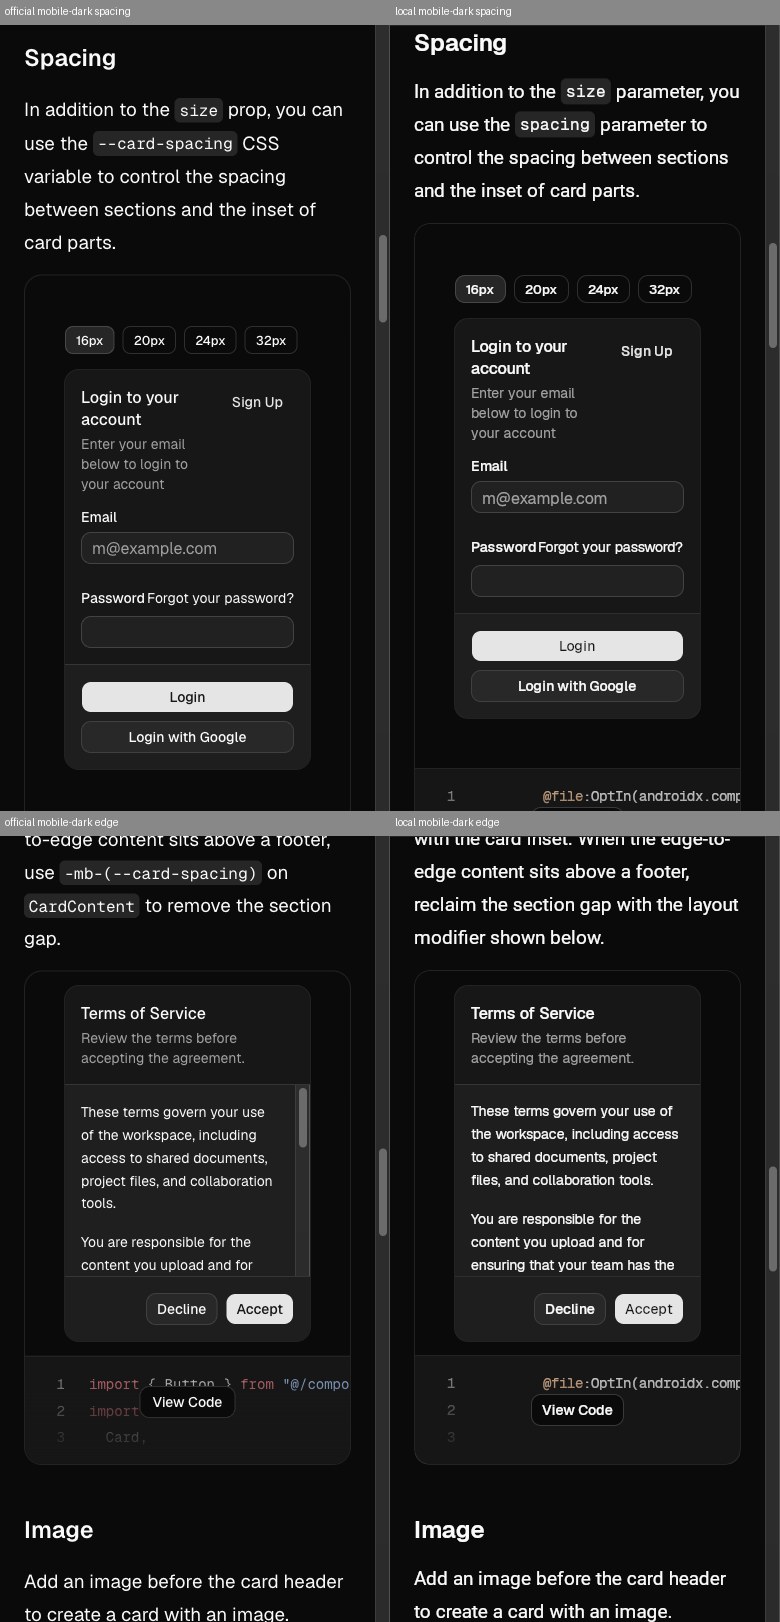 official mobile-dark spacing
Spacing
In addition to the size prop, you can
use the --card-spacing CSS
variable to control the spacing
between sections and the inset of
card parts.
16px 20px 24px 32px
Login to your
account
Sign Up
Enter your email
below to login to
your account
Email
m@example.com
Password Forgot your password?
Login
Login with Google
local mobile-dark spacing
Spacing
In addition to the size parameter, you
can use the spacing parameter to
control the spacing between sections
and the inset of card parts.
16px 20px 24px 32px
Login to your
account
Sign Up
Enter your email
below to login to
your account
Email
m@example.com
Password Forgot your password?
Login
Login with Google
1 @file:OptIn(androidx.comp
official mobile-dark edge
to-edge content sits above a footer,
use -mb-(--card-spacing) on
CardContent to remove the section
gap.
Terms of Service
Review the terms before
accepting the agreement.
These terms govern your use
of the workspace, including
access to shared documents,
project files, and collaboration
tools.
You are responsible for the
content you upload and for
Decline Accept
1 import { Button } from "@/compo
2 import
View Code
3 Card,
Image
Add an image before the card header
to create a card with an image.
local mobile-dark edge
with the card inset. When the edge-to-
edge content sits above a footer,
reclaim the section gap with the layout
modifier shown below.
Terms of Service
Review the terms before
accepting the agreement.
These terms govern your use of
the workspace, including access
to shared documents, project
files, and collaboration tools.
You are responsible for the
content you upload and for
ensuring that your team has the
Decline Accept
1 @file:OptIn(androidx.comp
2
View Code
3
Image
Add an image before the card header
to create a card with an image.